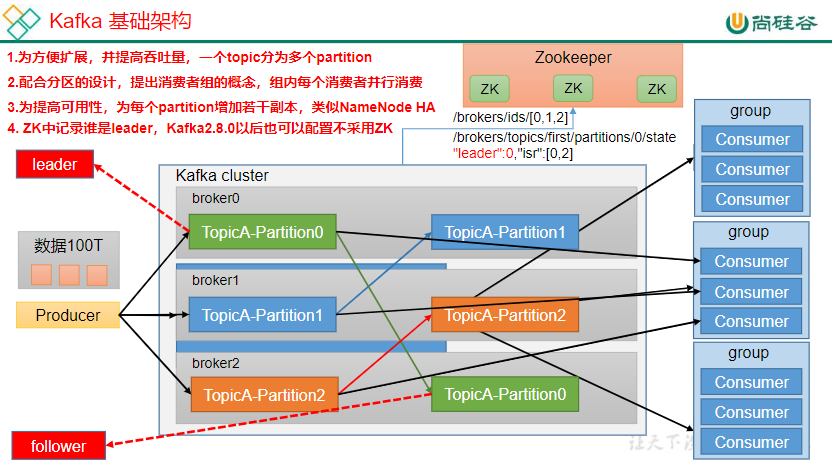 Kafka 基础架构
尚硅谷
1.为方便扩展，并提高吞吐量，一个topic分为多个partition
2.配合分区的设计，提出消费者组的概念，组内每个消费者并行消费
3.为提高可用性，为每个partition增加若干副本，类似NameNode HA
4. ZK中记录谁是leader，Kafka2.8.0以后也可以配置不采用ZK
Zookeeper
ZK
ZK
ZK
/brokers/ids/[0,1,2]
/brokers/topics/first/partitions/0/state
"leader":0,"isr":[0,2]
leader
数据100T
Producer
follower
Kafka cluster
broker0
TopicA-Partition0
TopicA-Partition1
broker1
TopicA-Partition1
TopicA-Partition2
broker2
TopicA-Partition2
TopicA-Partition0
group
Consumer
Consumer
Consumer
group
Consumer
Consumer
Consumer
group
Consumer
Consumer
Consumer
让天下